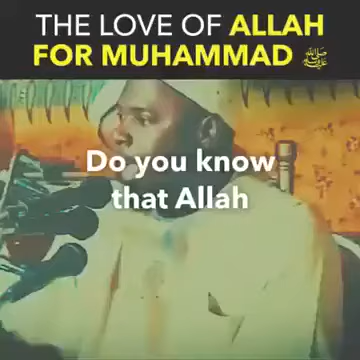 THE LOVE OF ALLAH
FOR MUHAMMAD ﷺ
Do you know
that Allah